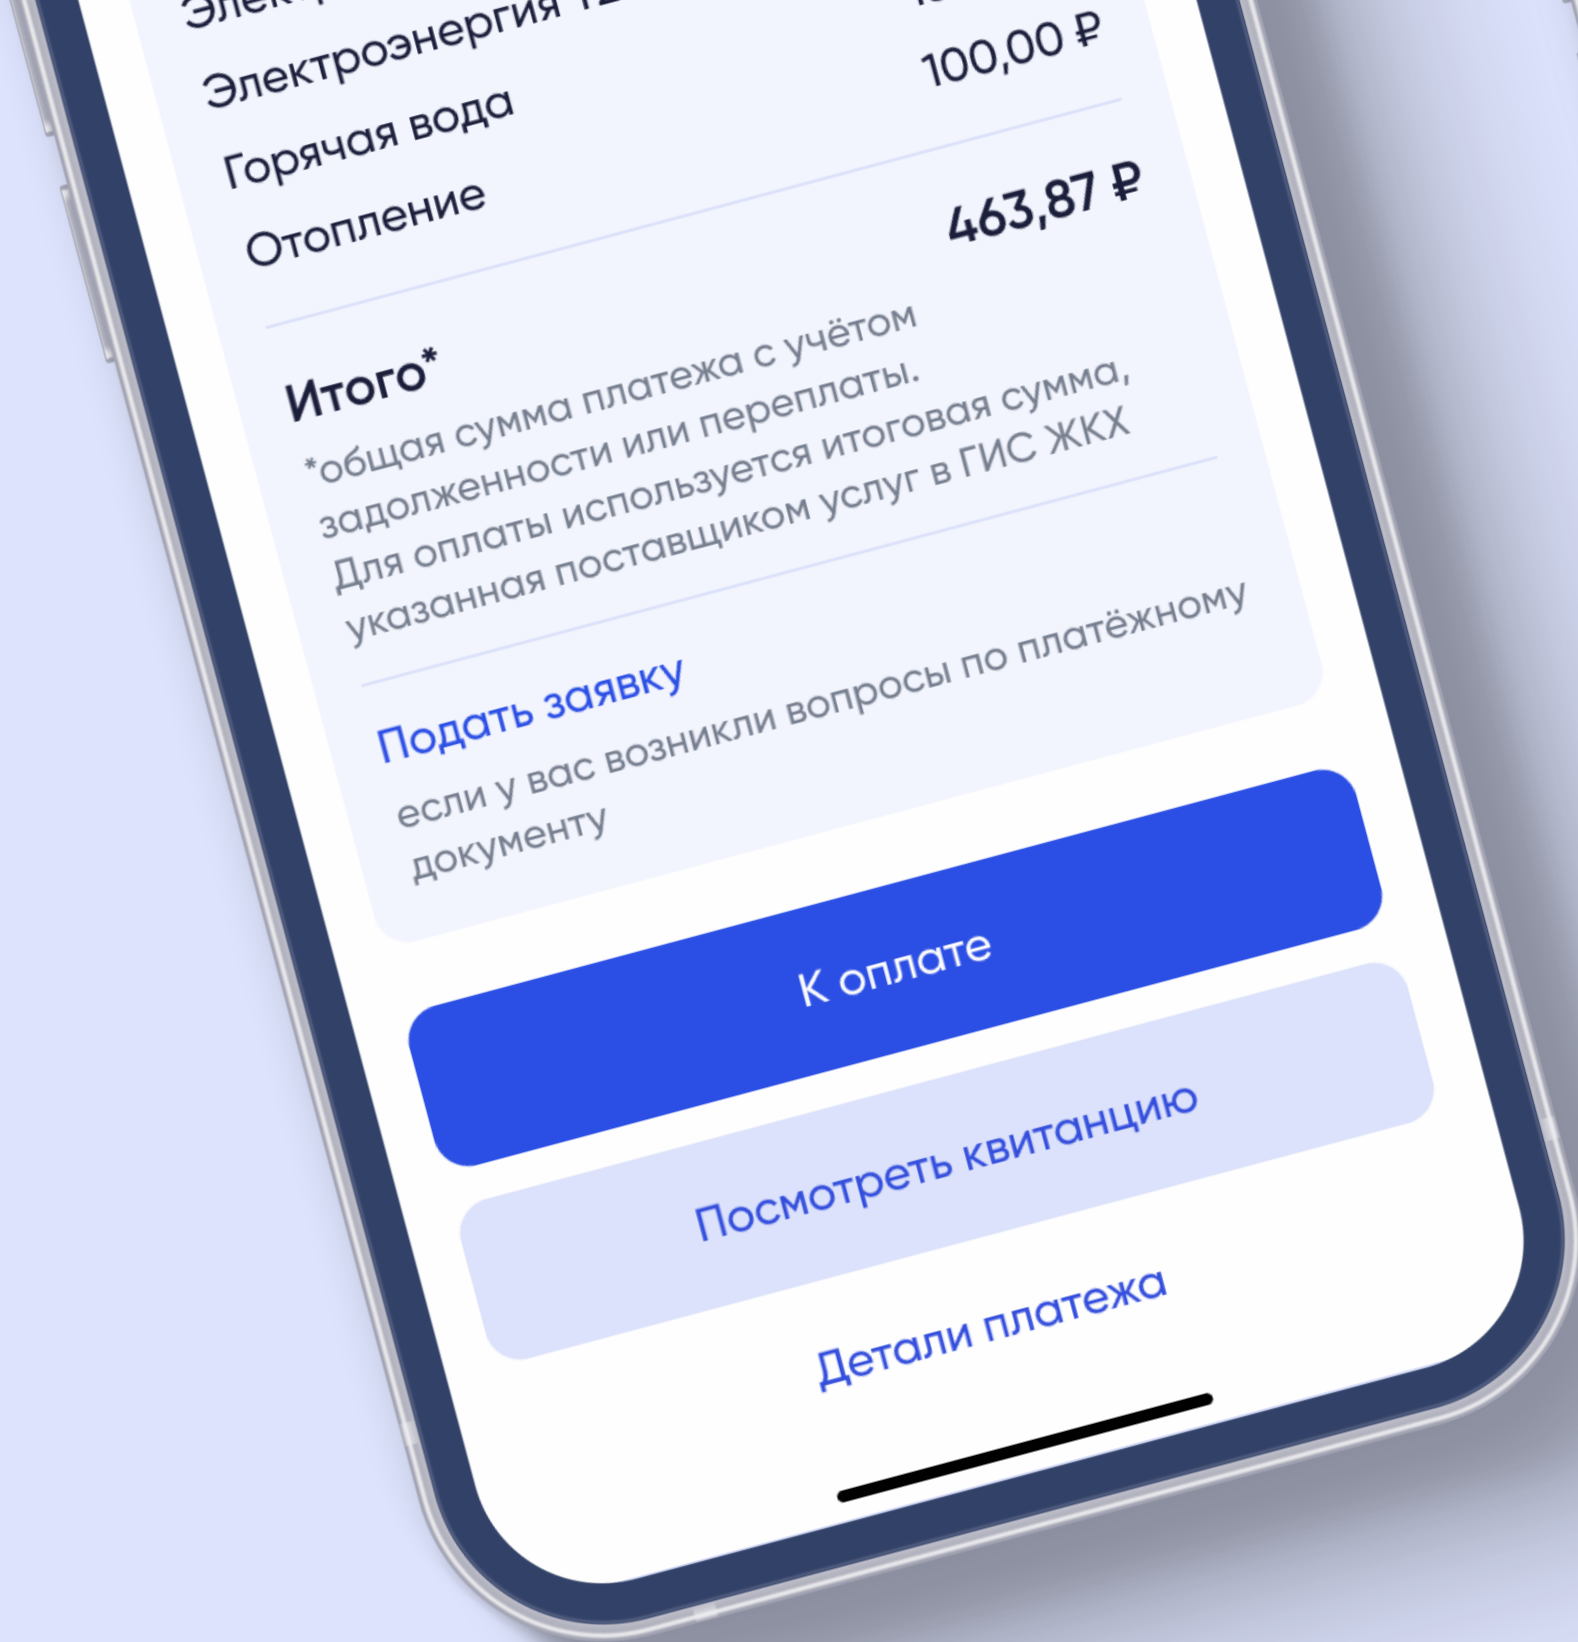 Электроэнергия
Горячая вода
Отопление 100,00 ₽
Итого* 463,87 ₽
*общая сумма платежа с учётом
задолженности или переплаты.
Для оплаты используется итоговая сумма,
указанная поставщиком услуг в ГИС ЖКХ
Подать заявку
если у вас возникли вопросы по платёжному
документу
К оплате
Посмотреть квитанцию
Детали платежа